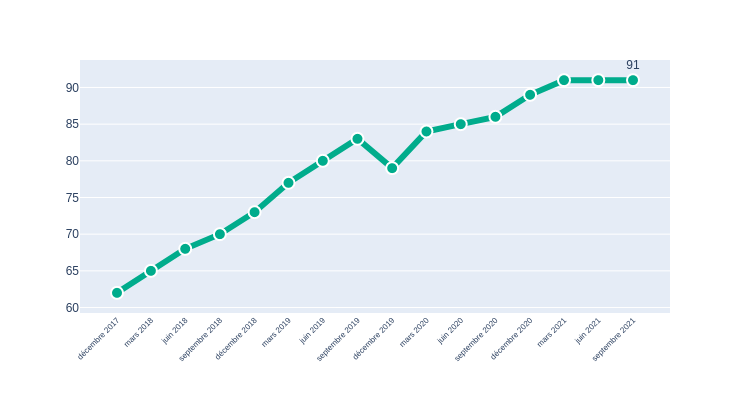 91
90
85
80
75
70
65
60
décembre 2017
mars 2018
juin 2018
septembre 2018
décembre 2018
mars 2019
juin 2019
septembre 2019
décembre 2019
mars 2020
juin 2020
septembre 2020
décembre 2020
mars 2021
juin 2021
septembre 2021